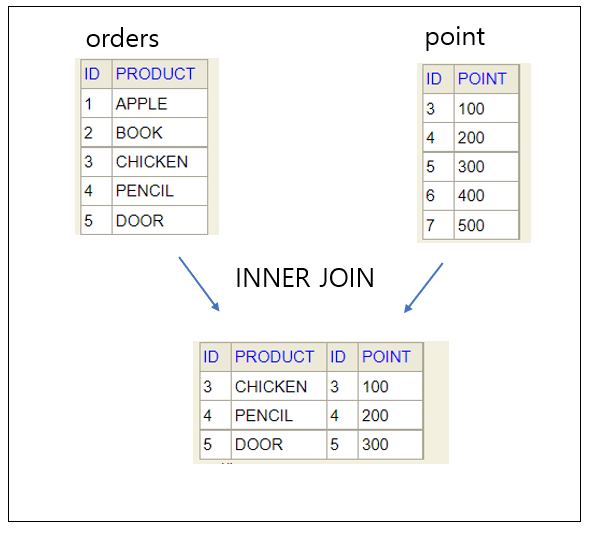 orders
ID PRODUCT
1 APPLE
2 BOOK
3 CHICKEN
4 PENCIL
5 DOOR
point
ID POINT
3 100
4 200
5 300
6 400
7 500
INNER JOIN
ID PRODUCT ID POINT
3 CHICKEN 3 100
4 PENCIL 4 200
5 DOOR 5 300